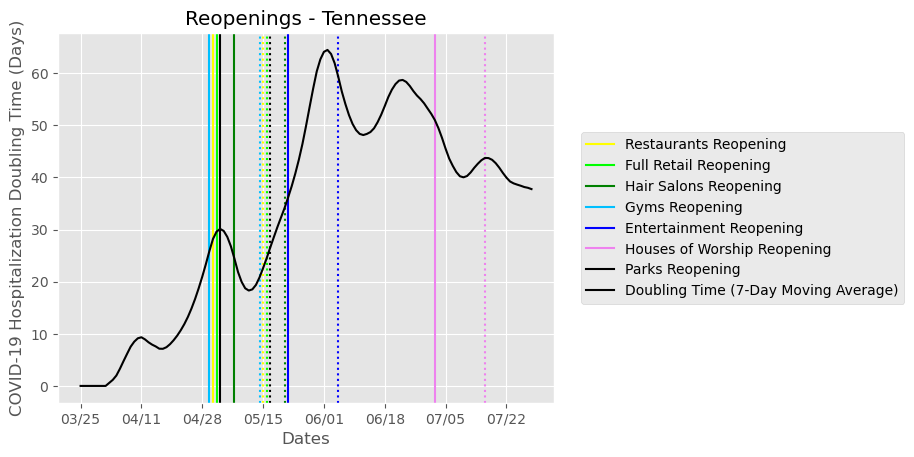 Reopenings - Tennessee
COVID-19 Hospitalization Doubling Time (Days)
60
50
40
30
20
10
0
03/25 04/11 04/28 05/15 06/01 06/18 07/05 07/22
Dates
Restaurants Reopening
Full Retail Reopening
Hair Salons Reopening
Gyms Reopening
Entertainment Reopening
Houses of Worship Reopening
Parks Reopening
Doubling Time (7-Day Moving Average)